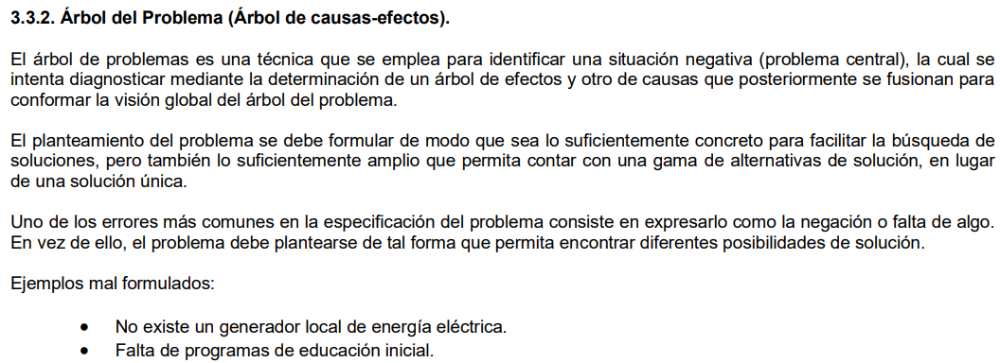 3.3.2. Árbol del Problema (Árbol de causas-efectos).
El árbol de problemas es una técnica que se emplea para identificar una situación negativa (problema central), la cual se
intenta diagnosticar mediante la determinación de un árbol de efectos y otro de causas que posteriormente se fusionan para
conformar la visión global del árbol del problema.
El planteamiento del problema se debe formular de modo que sea lo suficientemente concreto para facilitar la búsqueda de
soluciones, pero también lo suficientemente amplio que permita contar con una gama de alternativas de solución, en lugar
de una solución única.
Uno de los errores más comunes en la especificación del problema consiste en expresarlo como la negación o falta de algo.
En vez de ello, el problema debe plantearse de tal forma que permita encontrar diferentes posibilidades de solución.
Ejemplos mal formulados:
• No existe un generador local de energía eléctrica.
• Falta de programas de educación inicial.